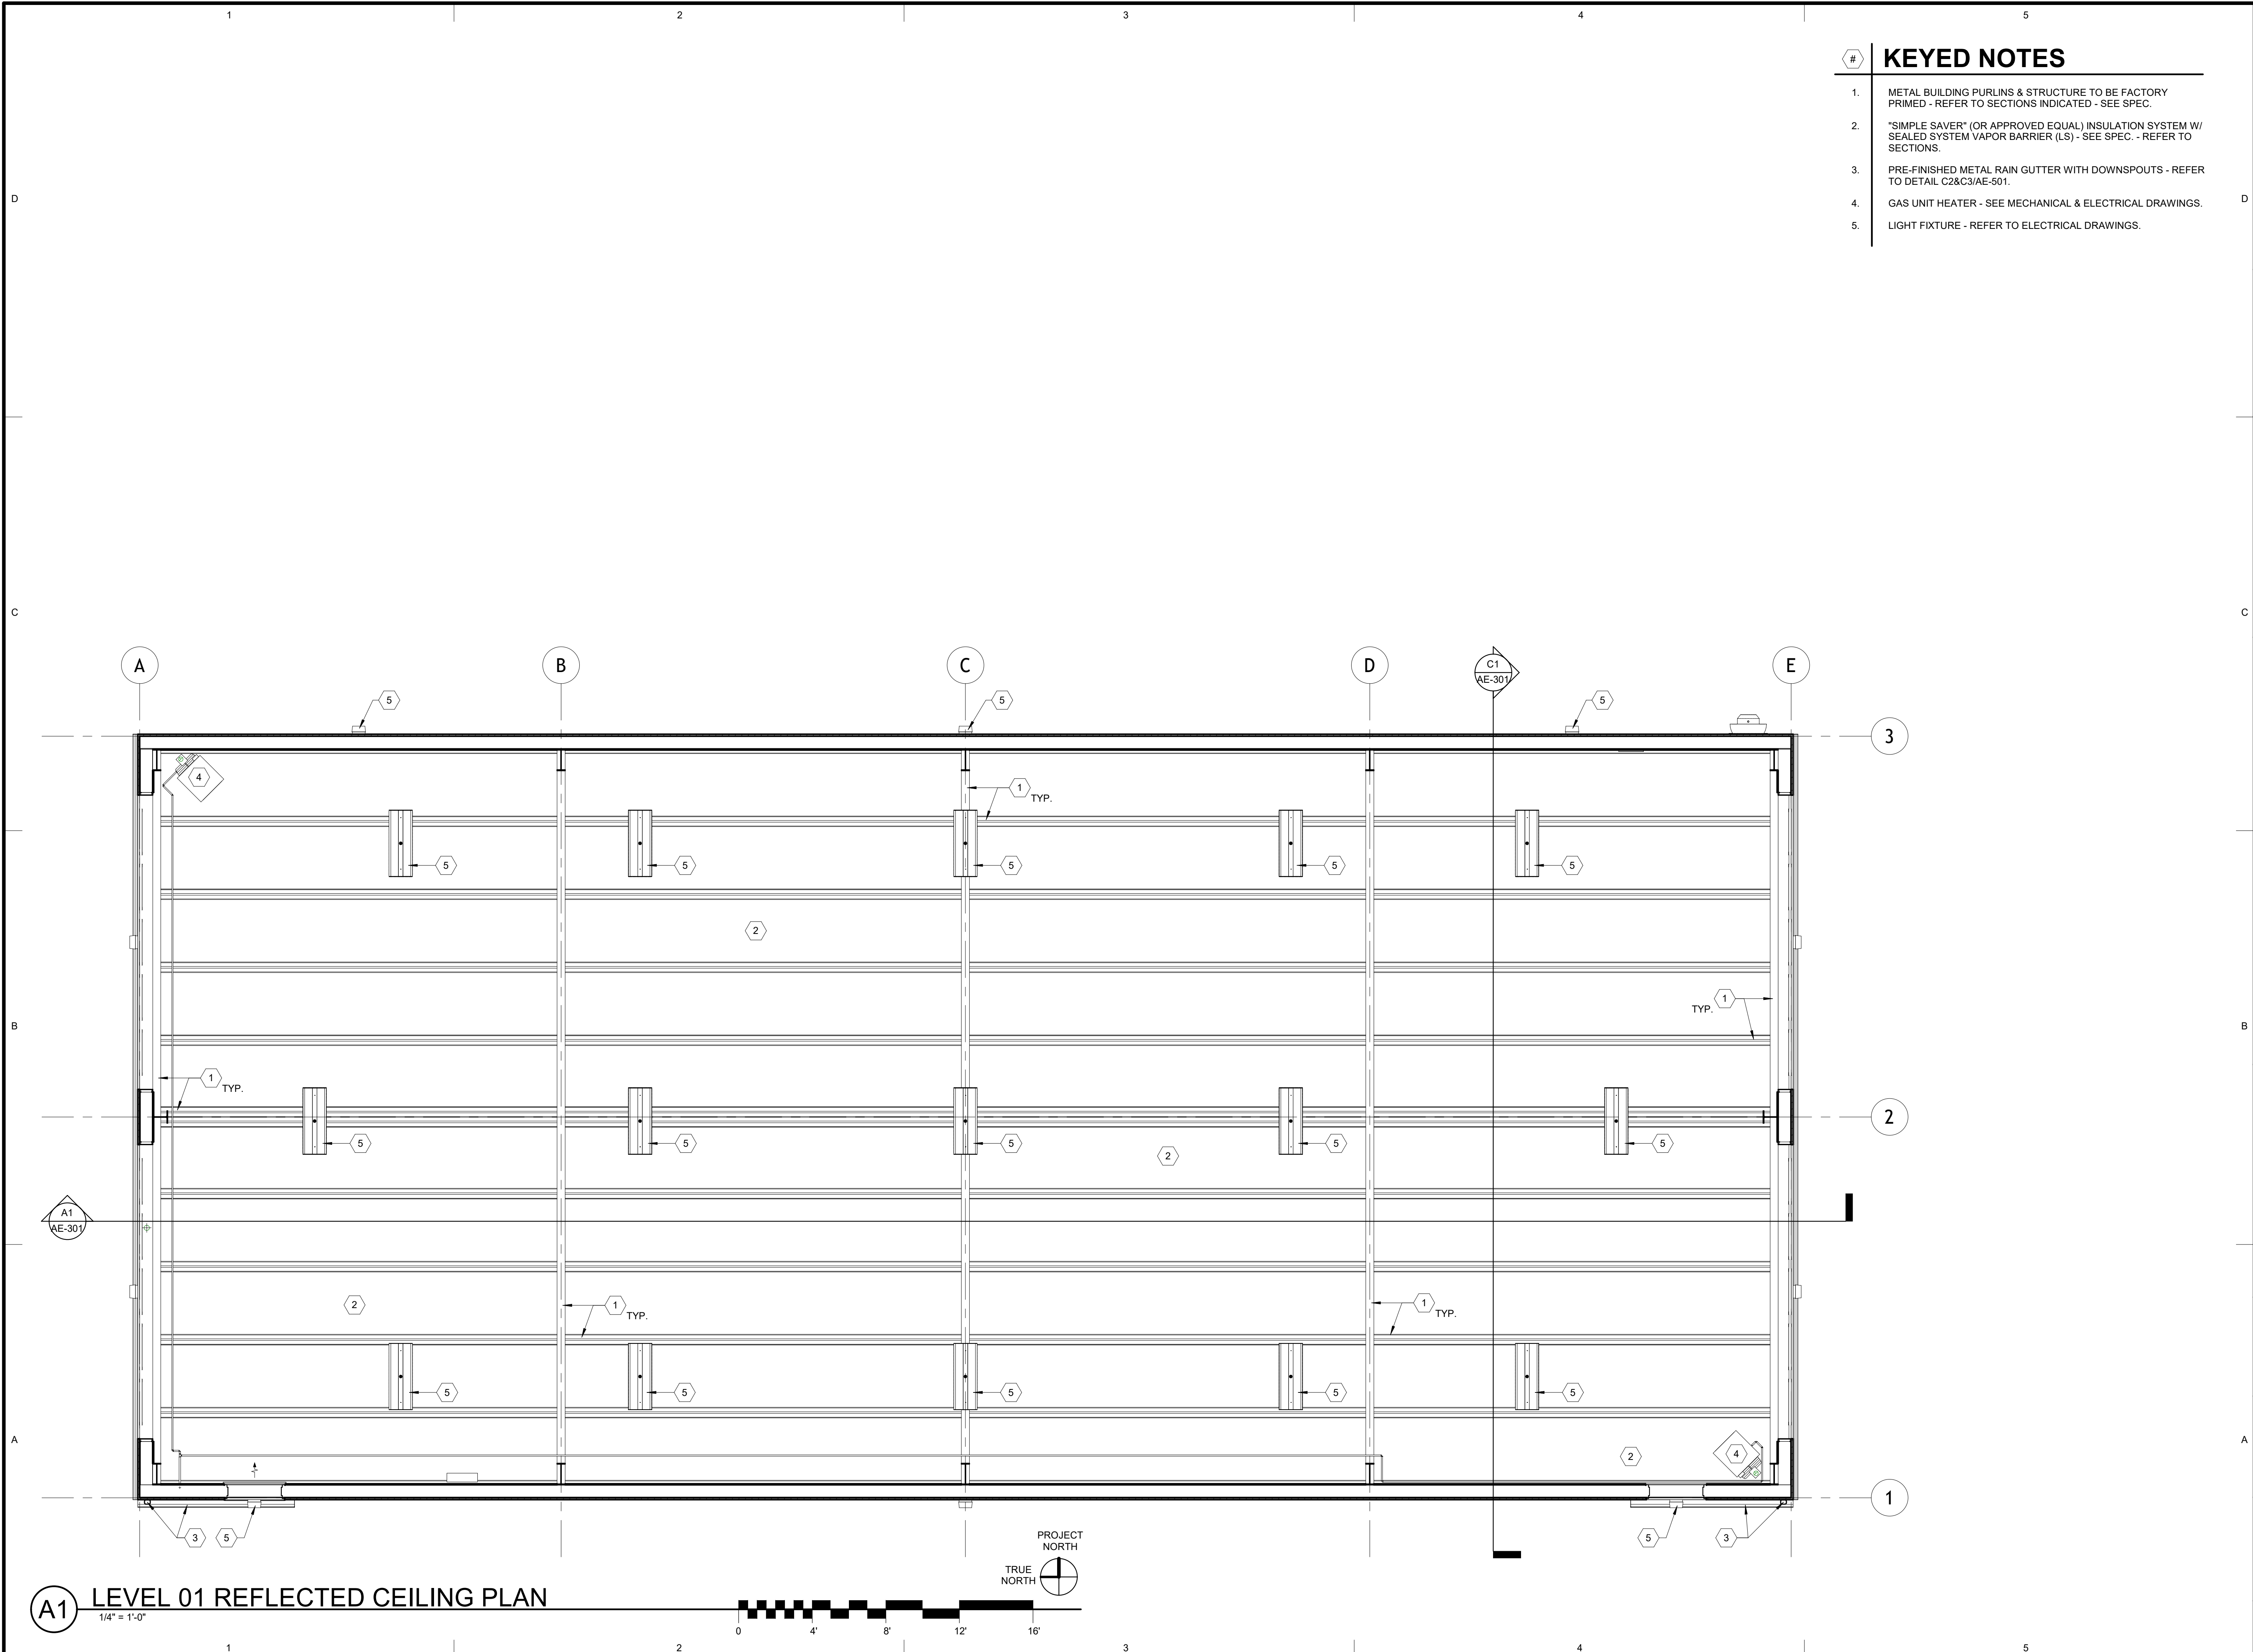 1 2 3 4 5
# KEYED NOTES
1. METAL BUILDING PURLINS & STRUCTURE TO BE FACTORY
PRIMED - REFER TO SECTIONS INDICATED - SEE SPEC.
2. "SIMPLE SAVER" (OR APPROVED EQUAL) INSULATION SYSTEM W/
SEALED SYSTEM VAPOR BARRIER (LS) - SEE SPEC. - REFER TO
SECTIONS.
3. PRE-FINISHED METAL RAIN GUTTER WITH DOWNSPOUTS - REFER
TO DETAIL C2&C3/AE-501.
4. GAS UNIT HEATER - SEE MECHANICAL & ELECTRICAL DRAWINGS.
5. LIGHT FIXTURE - REFER TO ELECTRICAL DRAWINGS.
D D
C C
A B C D C1 E
AE-301
5 5 5
3
4
1
TYP.
5 5 5 5 5
2
1
TYP.
B B
1
TYP.
2
5 5 5 5 5
2
A1
AE-301
2
1
TYP.
1
TYP.
5 5 5 5 5
A A
2 4
1
3 5 5 3
PROJECT
NORTH
TRUE
NORTH
A1 LEVEL 01 REFLECTED CEILING PLAN
1/4" = 1'-0"
0 4' 8' 12' 16'
1 2 3 4 5